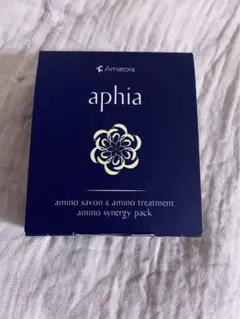 Amatora
aphia
amino savon & amino treatment
amino synergy pack